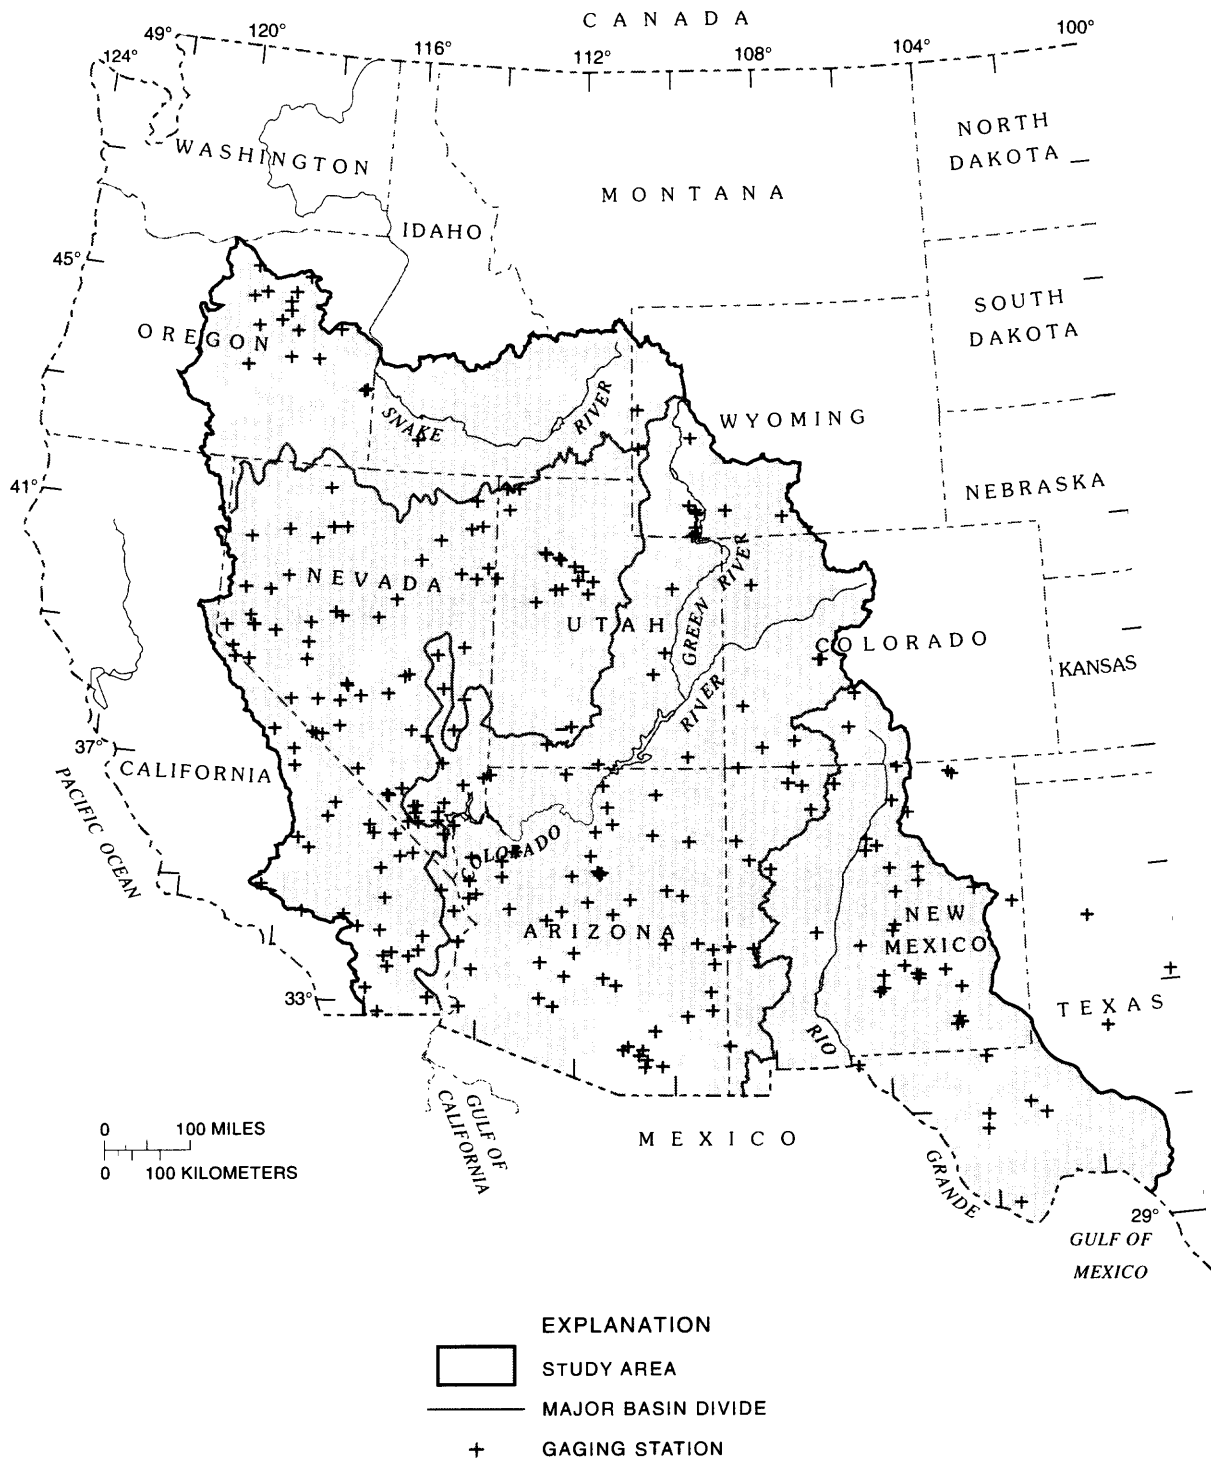 C A N A D A
49°
120°
100°
124°
116°
112°
108°
104°
NORTH
DAKOTA
WASHINGTON
MONTANA
IDAHO
45°
SOUTH
DAKOTA
OREGON
SNAKE
RIVER
WYOMING
41°
NEBRASKA
NEVADA
GREEN
RIVER
UTAH
COLORADO
KANSAS
RIVER
37°
CALIFORNIA
PACIFIC OCEAN
COLORADO
ARIZONA
NEW
MEXICO
33°
TEXAS
RIO
GULF OF
CALIFORNIA
0 100 MILES
0 100 KILOMETERS
MEXICO
GRANDE
29°
GULF OF
MEXICO
EXPLANATION
STUDY AREA
MAJOR BASIN DIVIDE
GAGING STATION